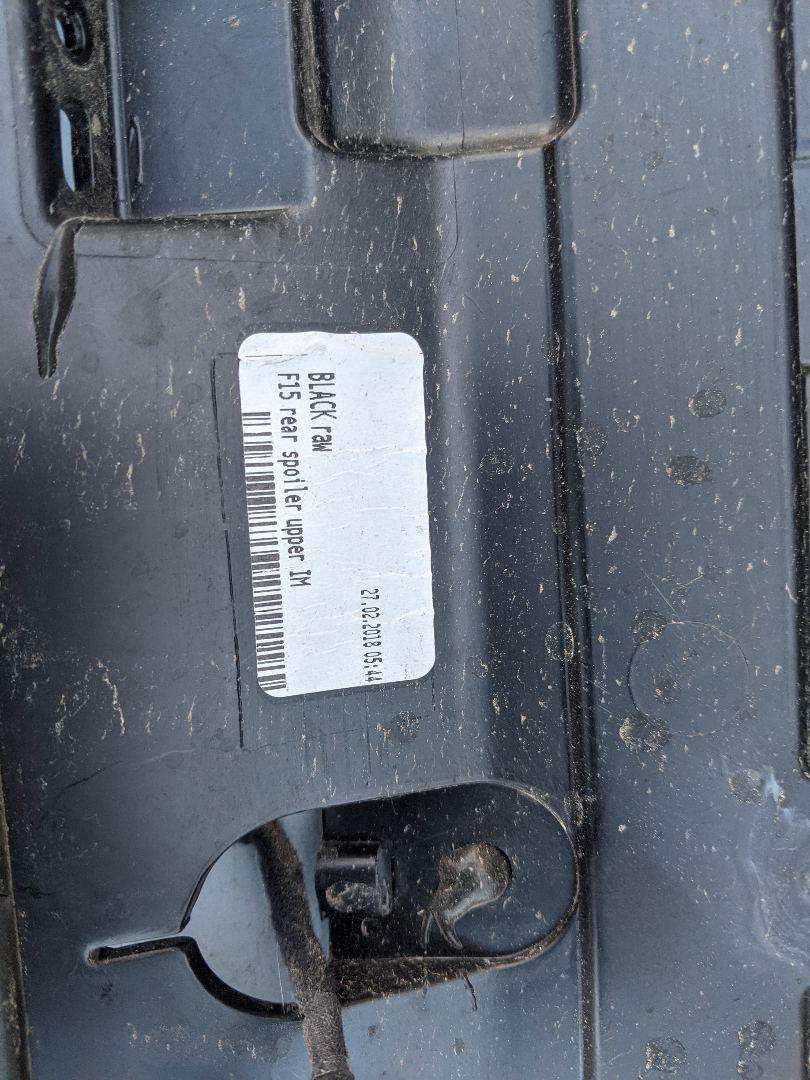 27.02.2018 05:44
BLACK raw
F15 rear spoiler upper IM